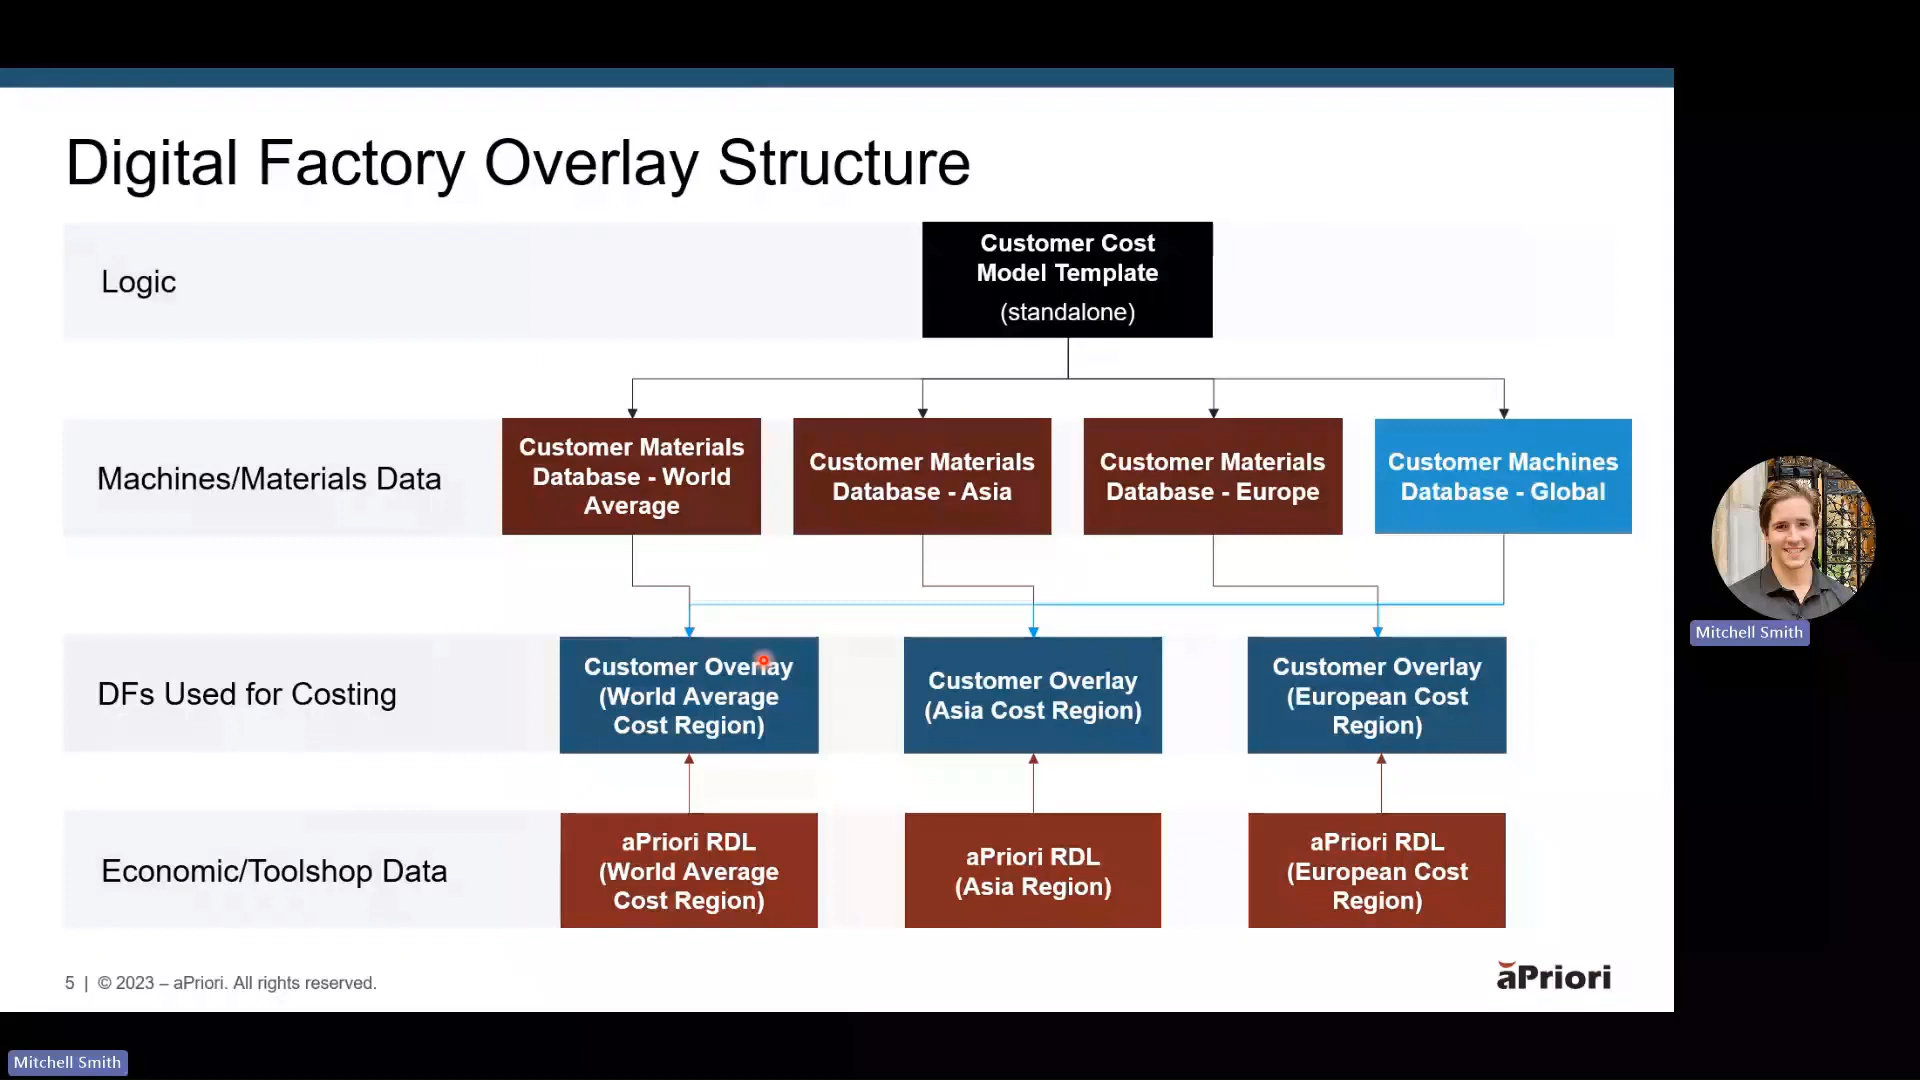 Digital Factory Overlay Structure
Logic
Customer Cost
Model Template
(standalone)
Machines/Materials Data
Customer Materials
Database - World
Average
Customer Materials
Database - Asia
Customer Materials
Database - Europe
Customer Machines
Database - Global
DFs Used for Costing
Customer Overlay
(World Average
Cost Region)
Customer Overlay
(Asia Cost Region)
Customer Overlay
(European Cost
Region)
Economic/Toolshop Data
aPriori RDL
(World Average
Cost Region)
aPriori RDL
(Asia Region)
aPriori RDL
(European Cost
Region)
5 | © 2023 – aPriori. All rights reserved.
aPriori
Mitchell Smith
Mitchell Smith